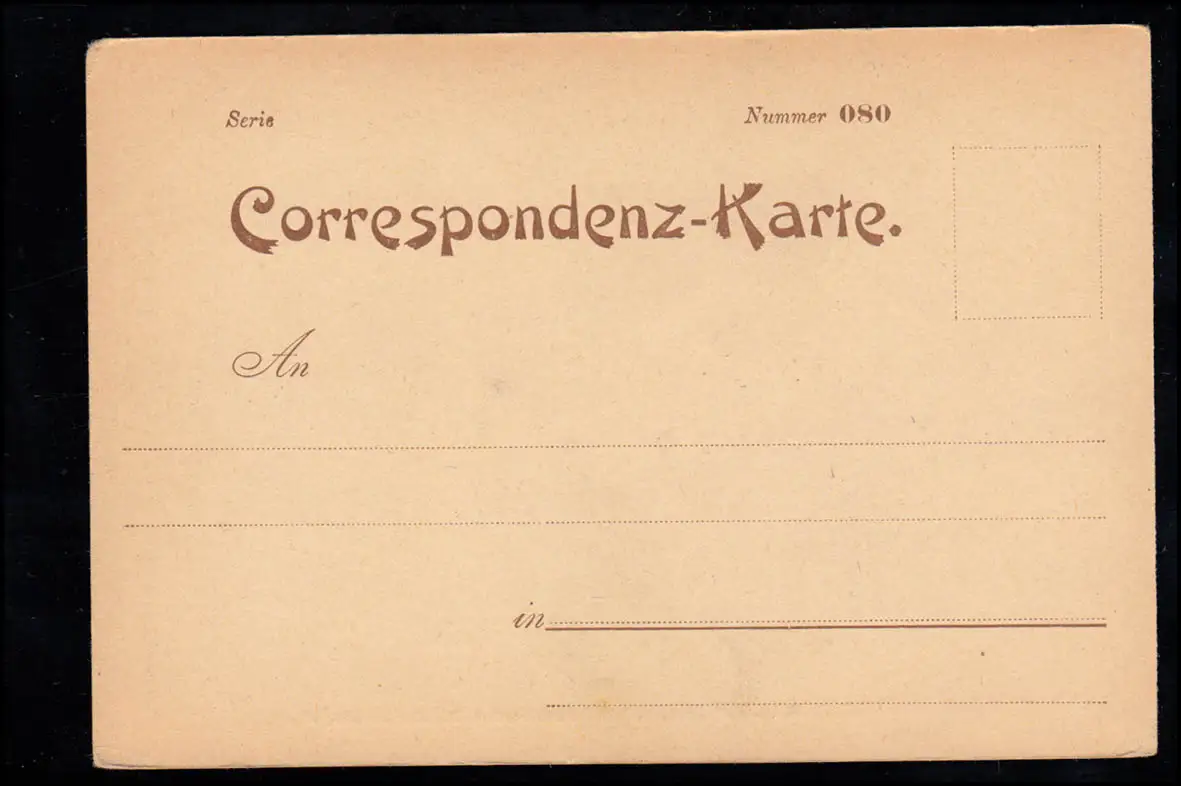 Serie Nummer 080
Correspondenz-Karte.
An
in